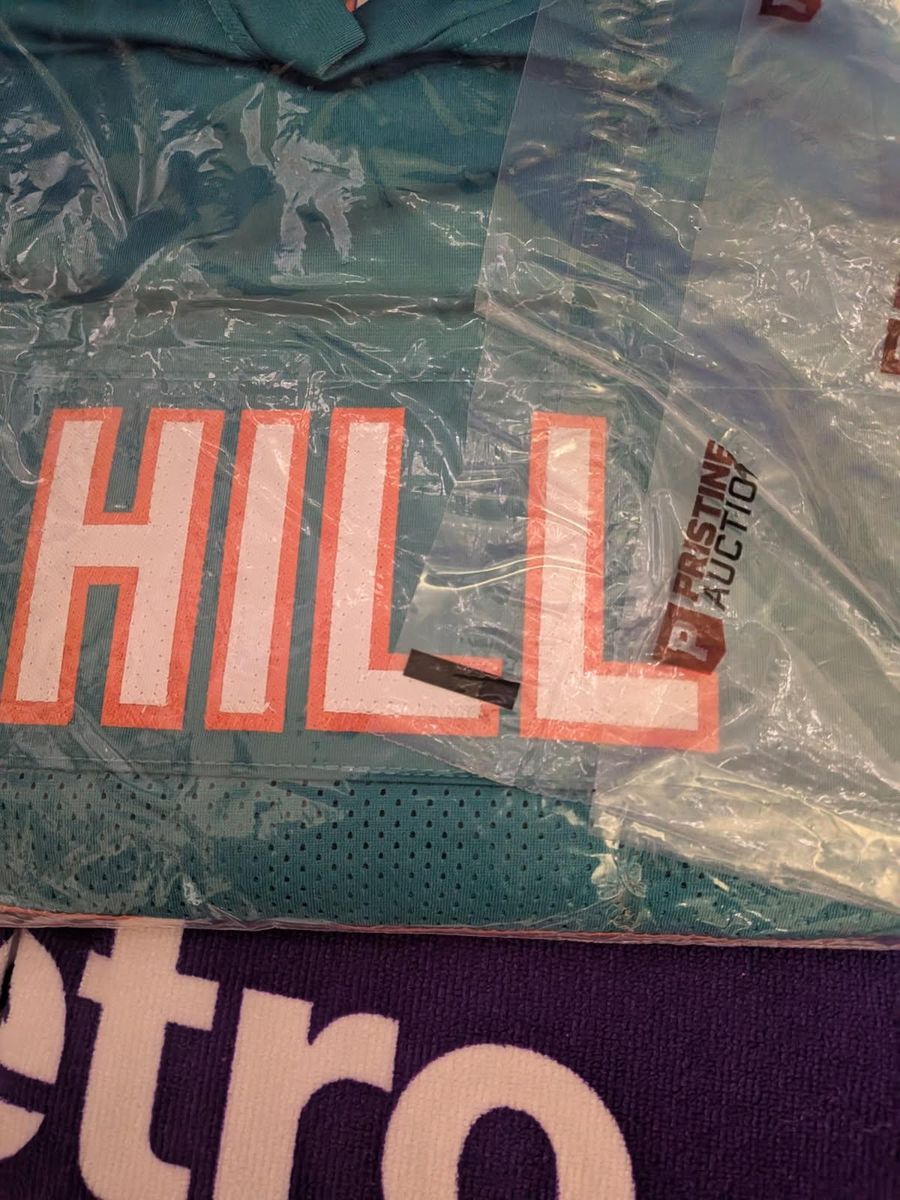 HILL
PRISTINE
AUCTION
etro